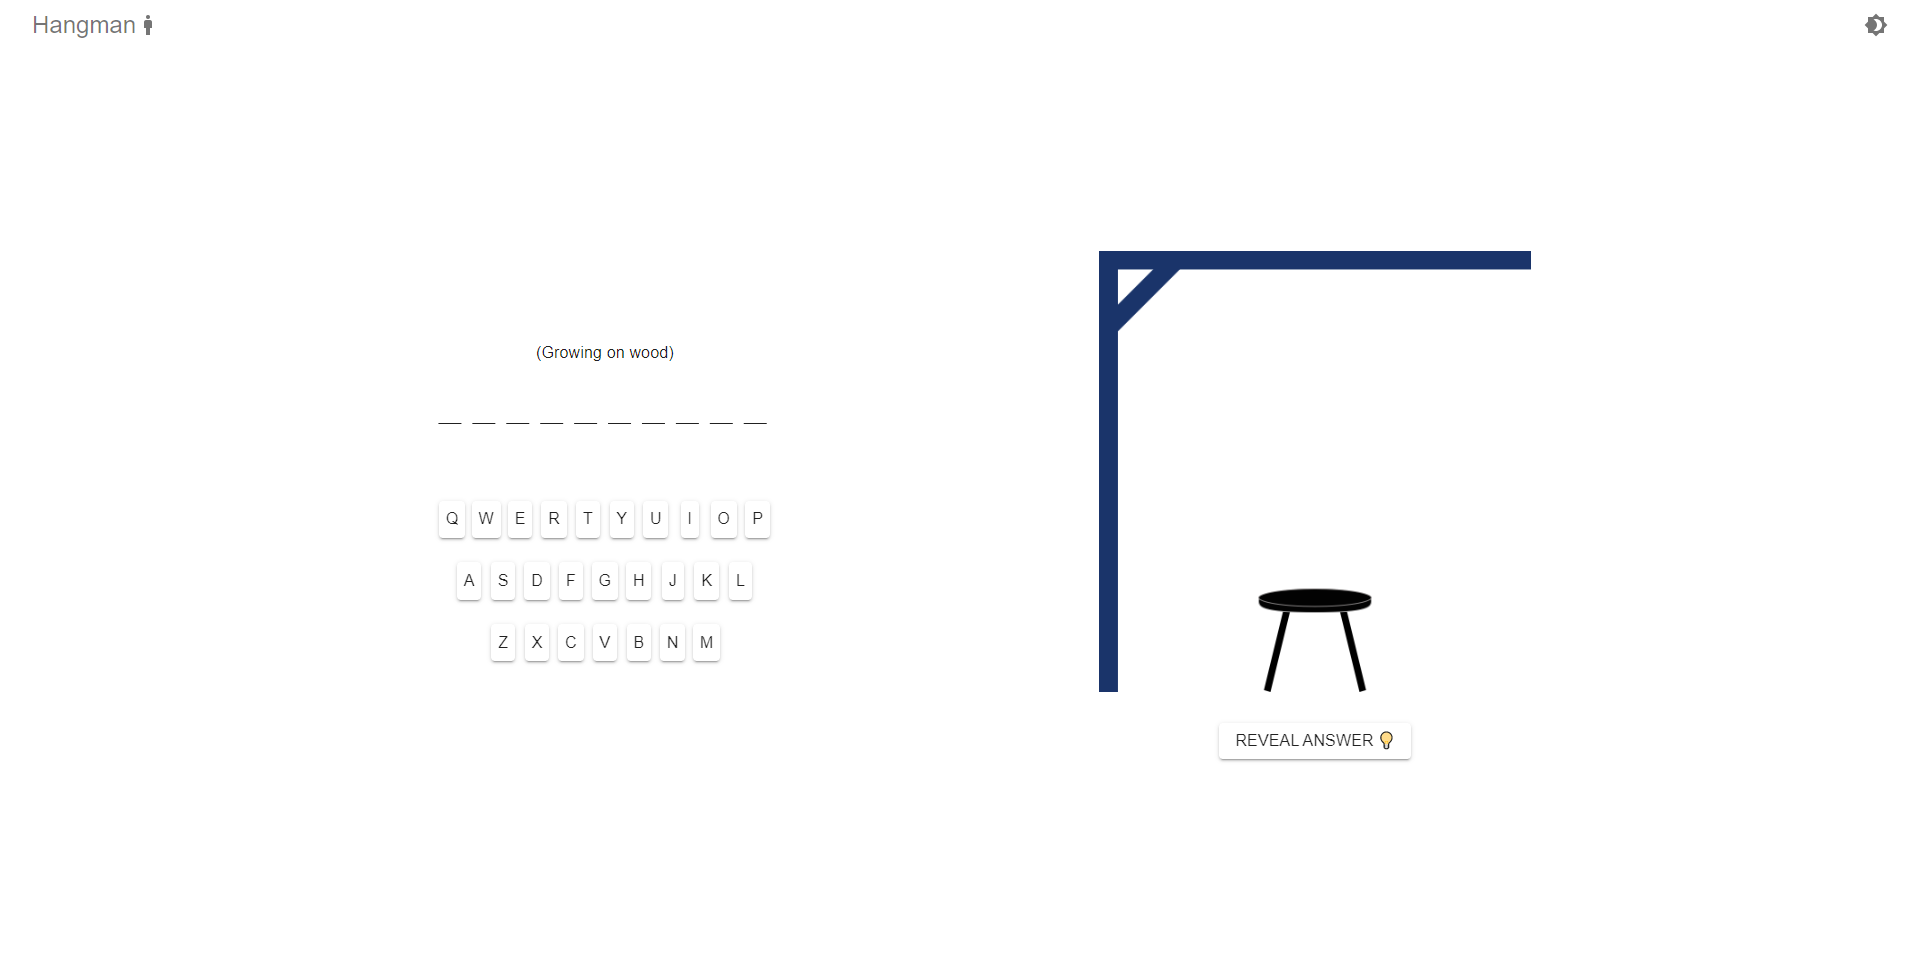 Hangman
(Growing on wood)
Q W E R T Y U I O P
A S D F G H J K L
Z X C V B N M
REVEAL ANSWER